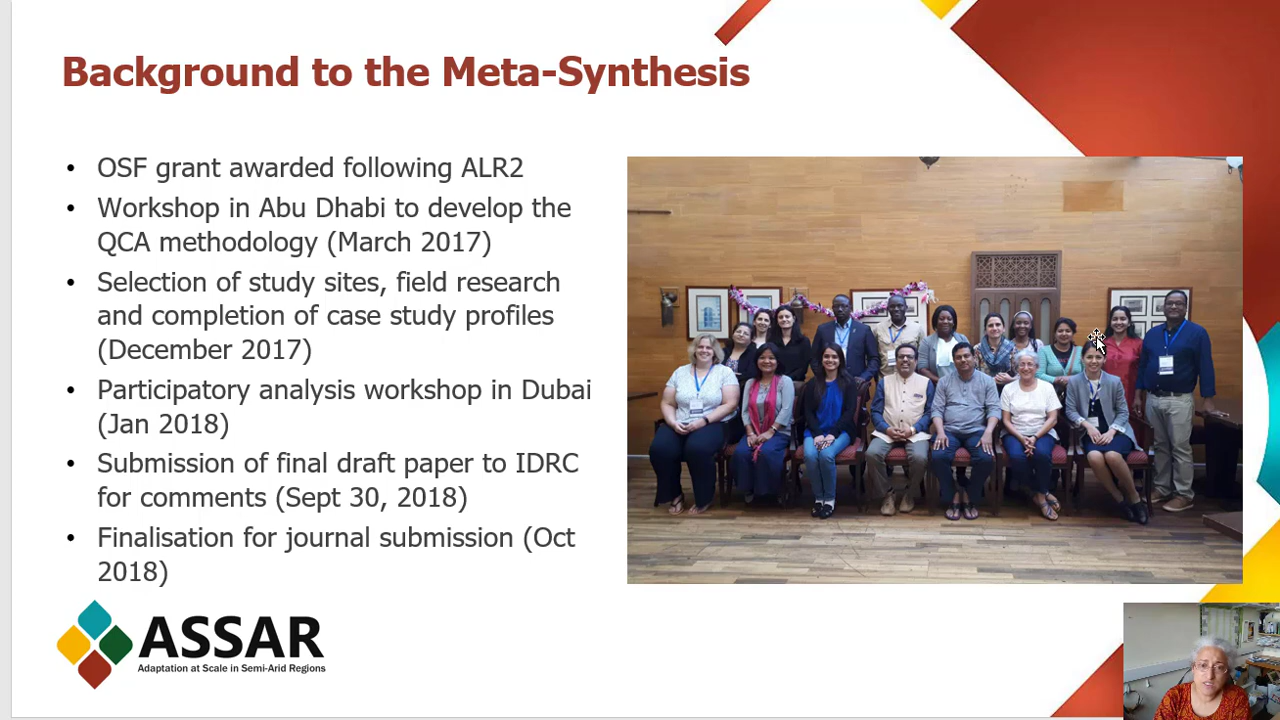 Background to the Meta-Synthesis
• OSF grant awarded following ALR2
• Workshop in Abu Dhabi to develop the
QCA methodology (March 2017)
• Selection of study sites, field research
and completion of case study profiles
(December 2017)
• Participatory analysis workshop in Dubai
(Jan 2018)
• Submission of final draft paper to IDRC
for comments (Sept 30, 2018)
• Finalisation for journal submission (Oct
2018)
ASSAR
Adaptation at Scale in Semi-Arid Regions